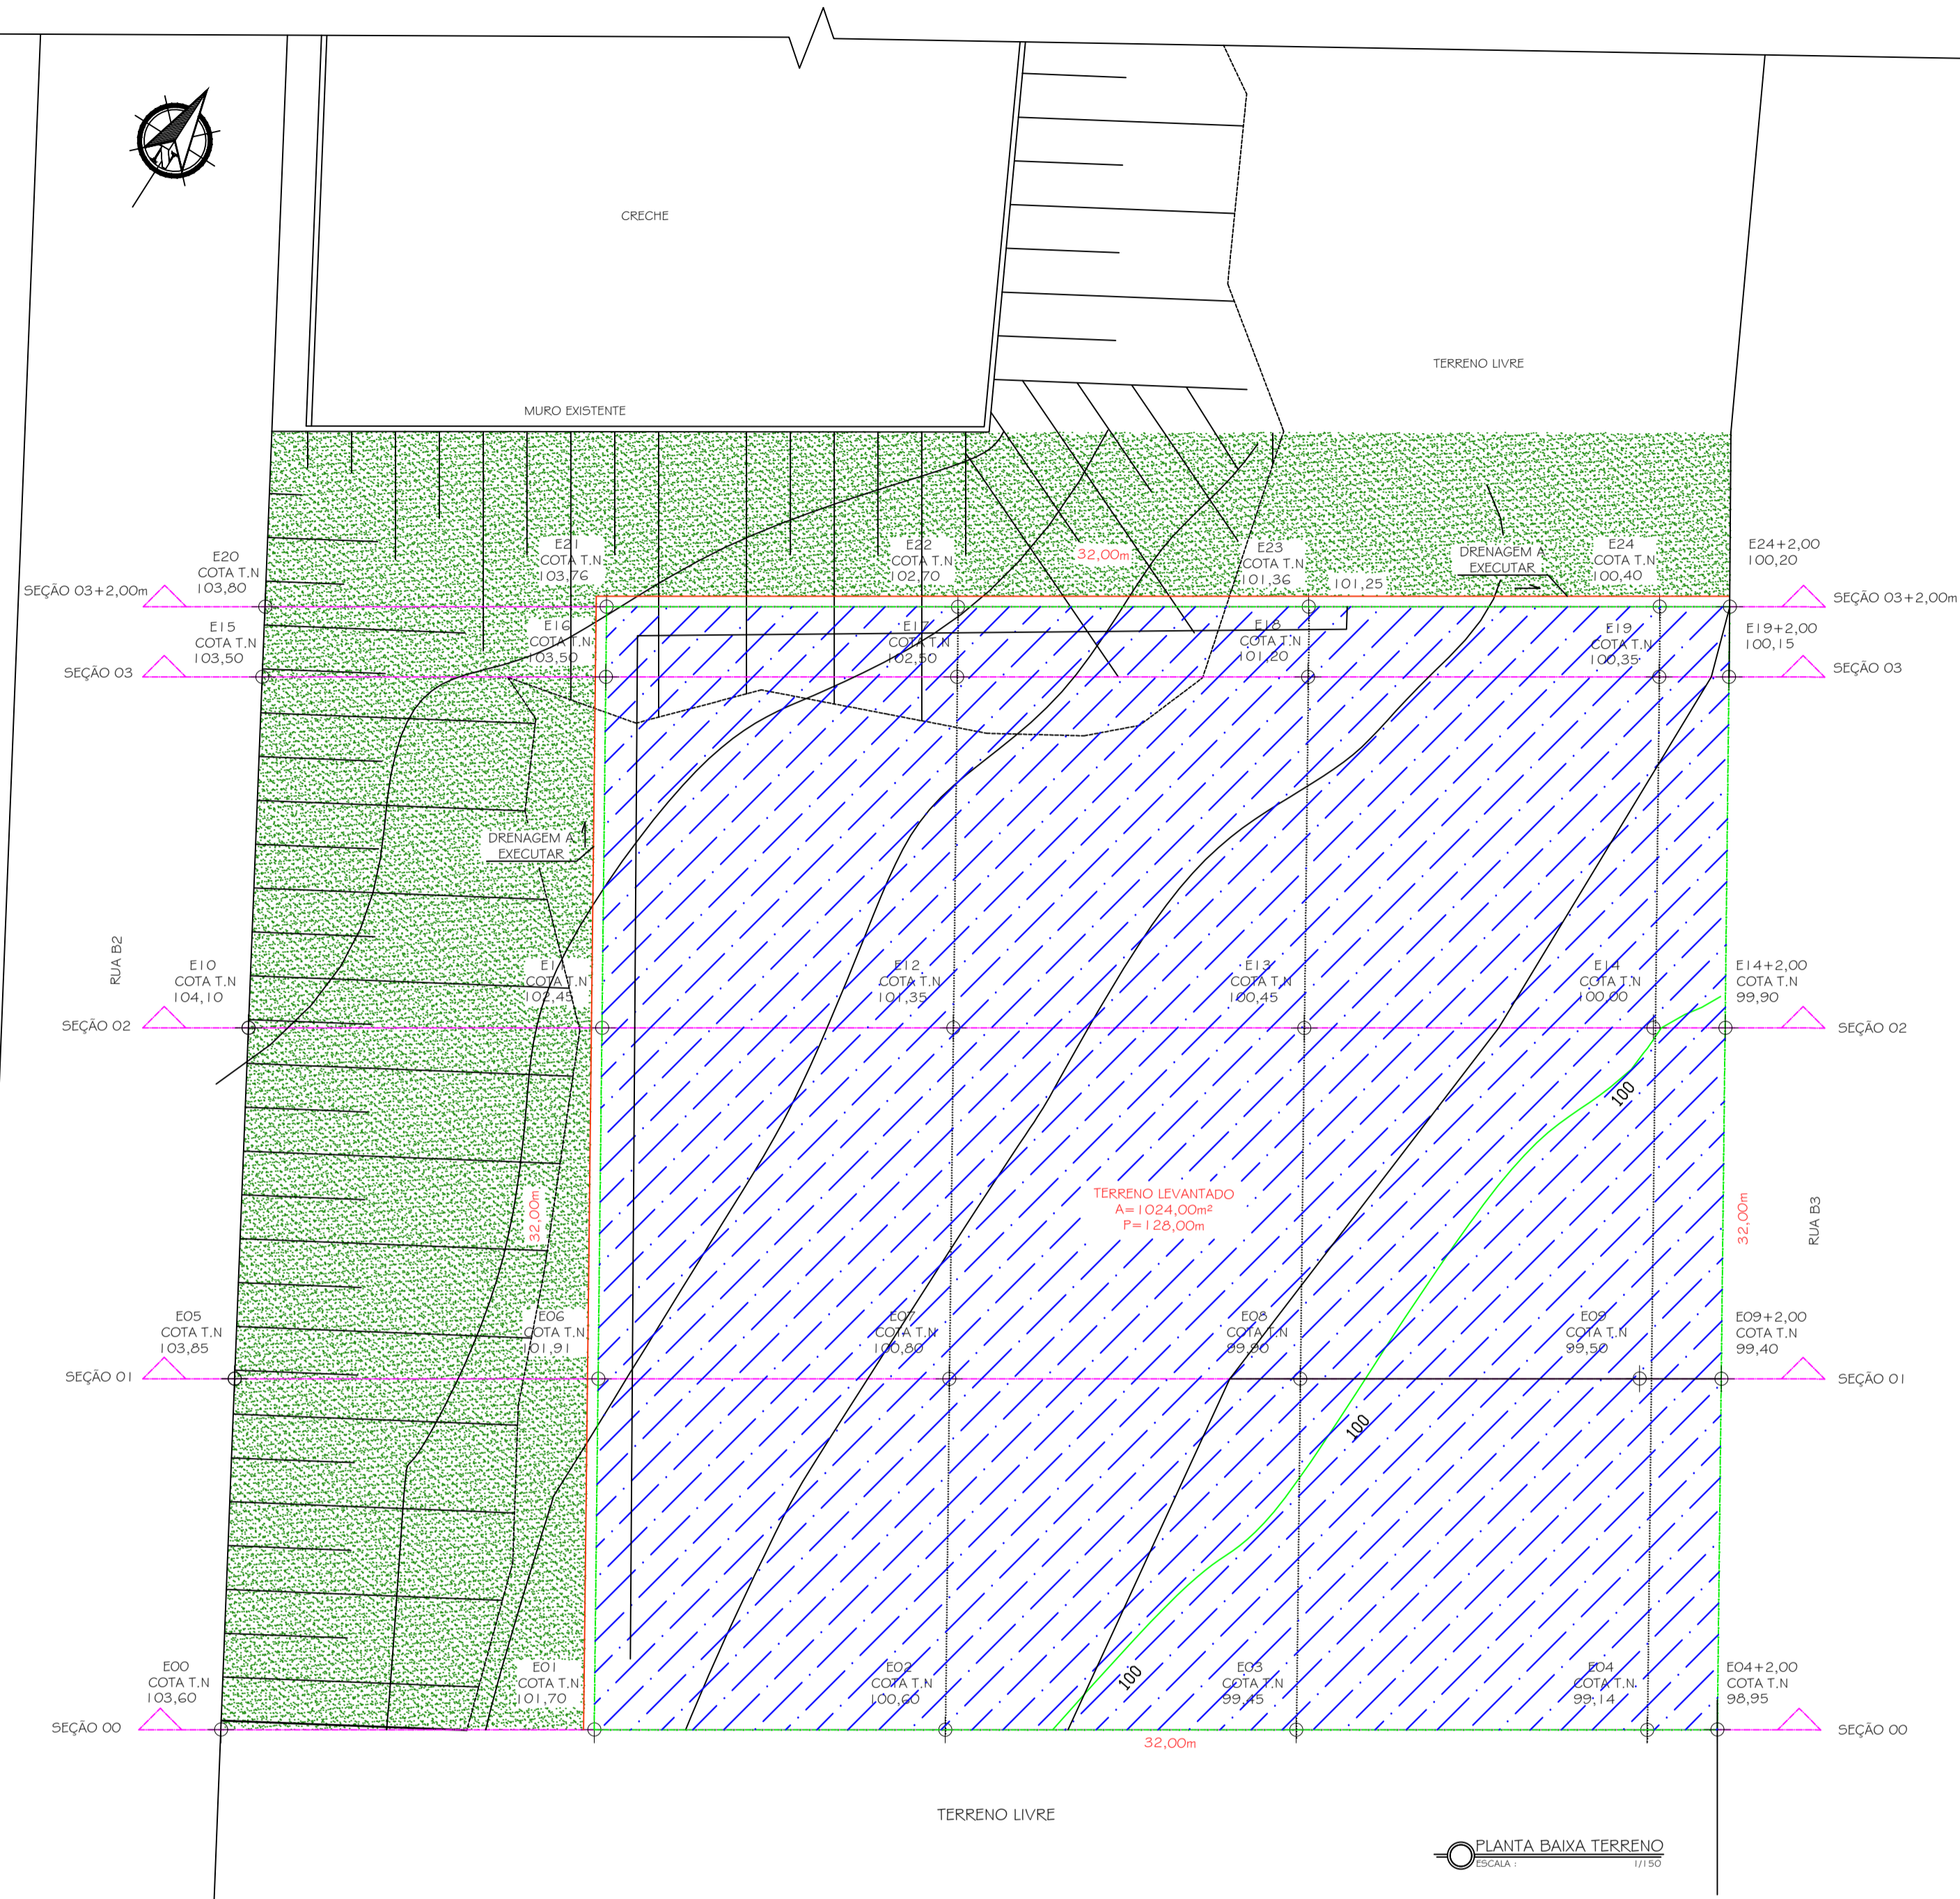 CRECHE
TERRENO LIVRE
MURO EXISTENTE
E20
COTA T.N
103,80
E21
COTA T.N
103,76
E22
COTA T.N
102,70
32,00m
E23
COTA T.N
101,36
101,25
DRENAGEM A
EXECUTAR
E24
COTA T.N
100,40
E24+2,00
100,20
SEÇÃO 03+2,00m
SEÇÃO 03+2,00m
E15
COTA T.N
103,50
E16
COTA T.N
103,50
E17
COTA T.N
102,50
E18
COTA T.N
101,20
E19
COTA T.N
100,35
E19+2,00
100,15
SEÇÃO 03
SEÇÃO 03
DRENAGEM A
EXECUTAR
RUA B2
E10
COTA T.N
104,10
E11
COTA T.N
102,45
E12
COTA T.N
101,35
E13
COTA T.N
100,45
E14
COTA T.N
100,00
E14+2,00
COTA T.N
99,90
SEÇÃO 02
SEÇÃO 02
100
32,00m
TERRENO LEVANTADO
A=1024,00m²
P=128,00m
32,00m
RUA B3
E05
COTA T.N
103,85
E06
COTA T.N
101,91
E07
COTA T.N
100,80
E08
COTA T.N
99,90
E09
COTA T.N
99,50
E09+2,00
COTA T.N
99,40
SEÇÃO 01
SEÇÃO 01
100
E00
COTA T.N
103,60
E01
COTA T.N
101,70
E02
COTA T.N
100,60
100
E03
COTA T.N
99,45
E04
COTA T.N
99,14
E04+2,00
COTA T.N
98,95
SEÇÃO 00
SEÇÃO 00
32,00m
TERRENO LIVRE
PLANTA BAIXA TERRENO
ESCALA : 1/150